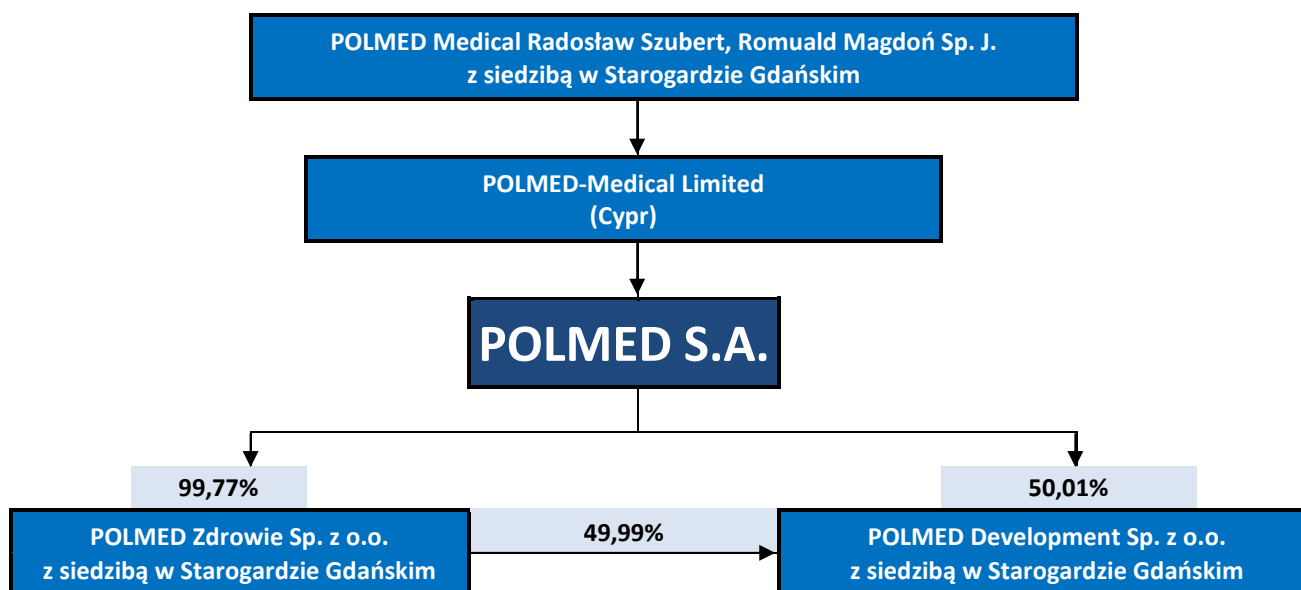 POLMED Medical Radosław Szubert, Romuald Magdoń Sp. J.
z siedzibą w Starogardzie Gdańskim
POLMED-Medical Limited
(Cypr)
POLMED S.A.
99,77%
50,01%
POLMED Zdrowie Sp. z o.o.
z siedzibą w Starogardzie Gdańskim
49,99%
POLMED Development Sp. z o.o.
z siedzibą w Starogardzie Gdańskim